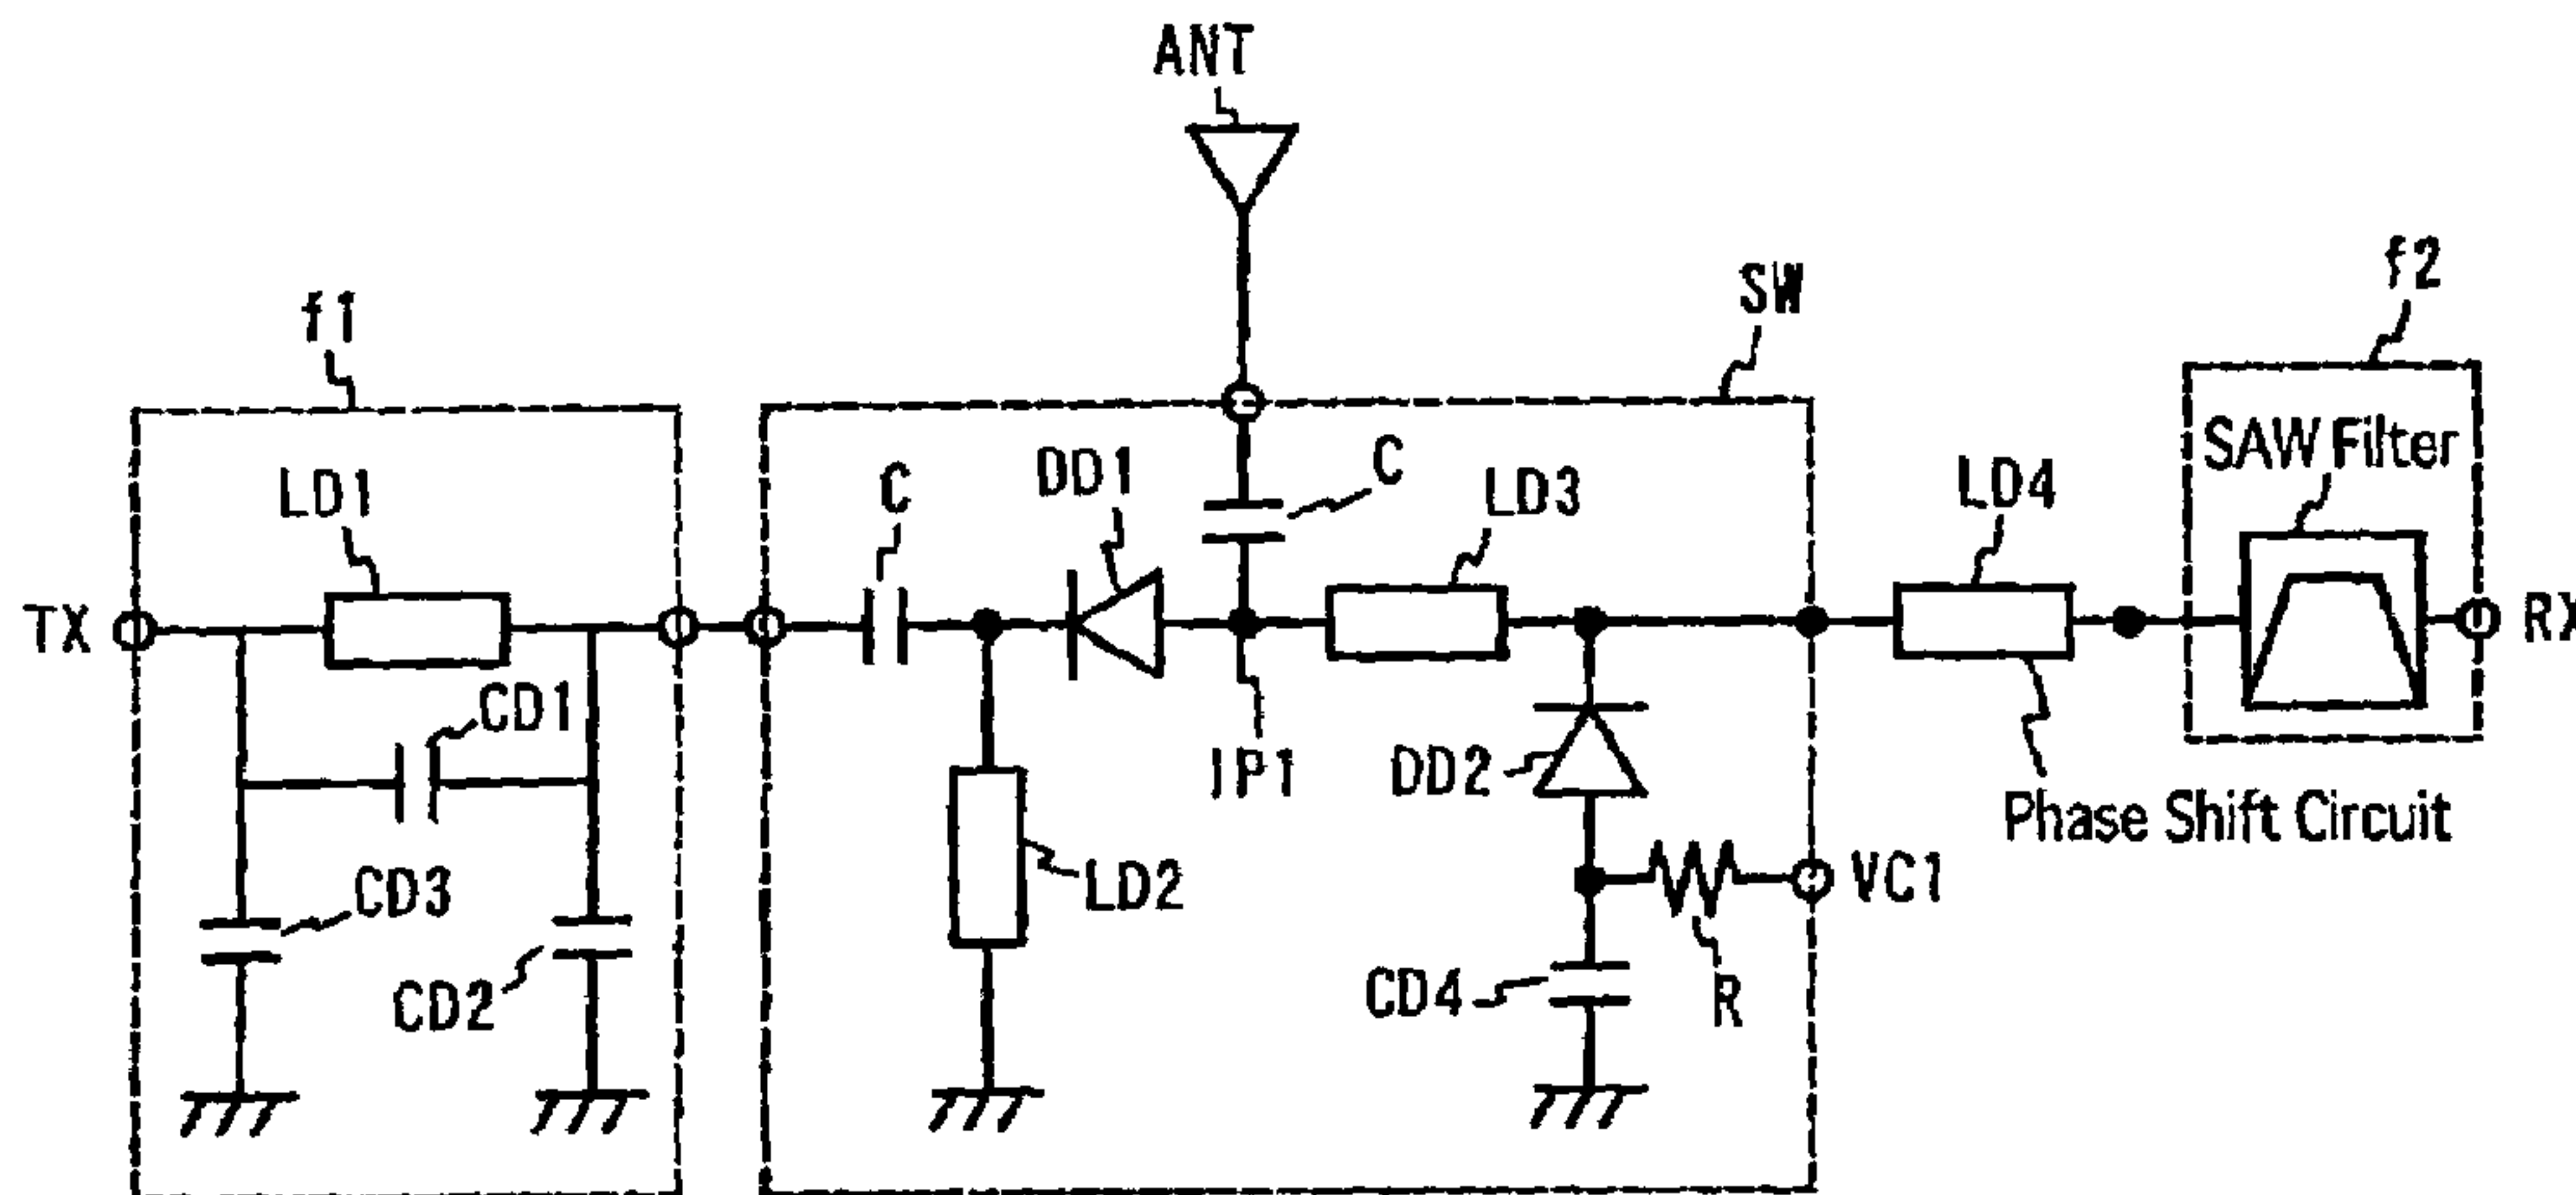 ANT
f1
SW
f2
SAW Filter
LD1
C
DD1
C
LD3
LD4
TX
RX
CD1
IP1
DD2
Phase Shift Circuit
CD3
LD2
VC1
CD2
CD4
R